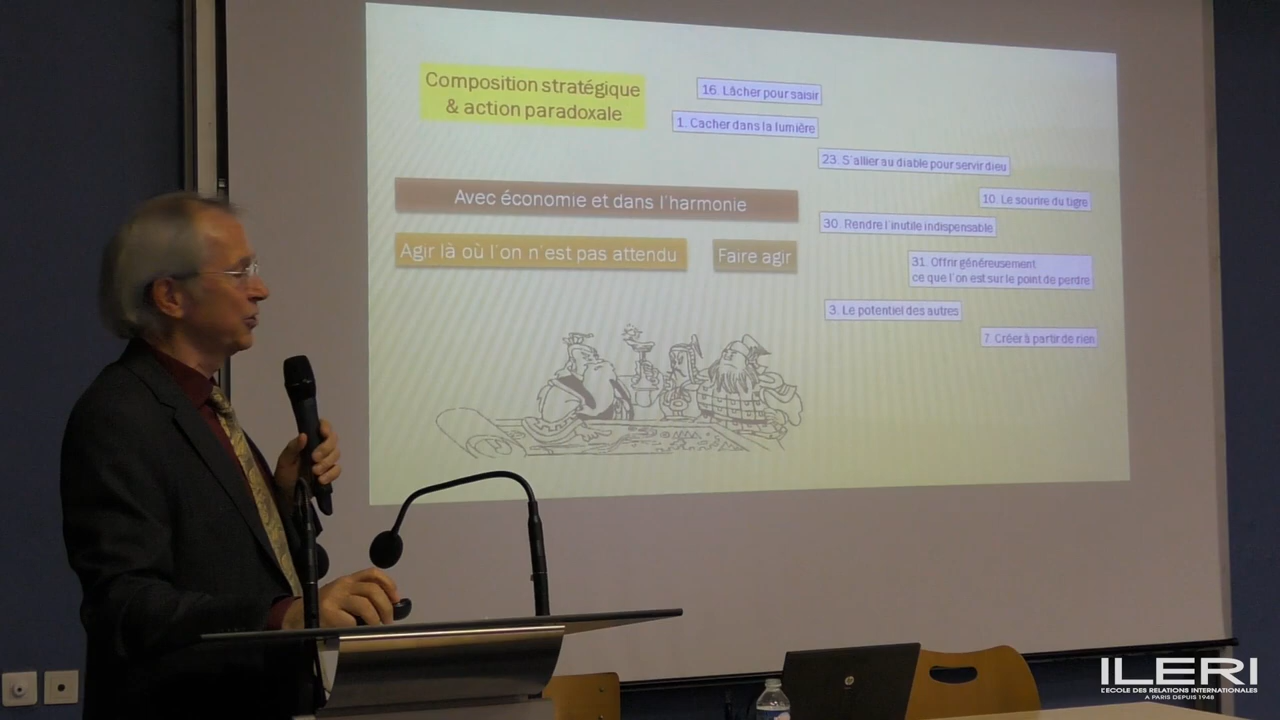 Composition stratégique
& action paradoxale
16. Lâcher pour saisir
1. Cacher dans la lumière
23. S'allier au diable pour servir dieu
Avec économie et dans l'harmonie
10. Le sourire du tigre
30. Rendre l'inutile indispensable
Agir là où l'on n'est pas attendu
Faire agir
31. Offrir généreusement
ce que l'on est sur le point de perdre
3. Le potentiel des autres
7. Créer à partir de rien
hp
ILERI
L'ECOLE DES RELATIONS INTERNATIONALES
A PARIS DEPUIS 1948